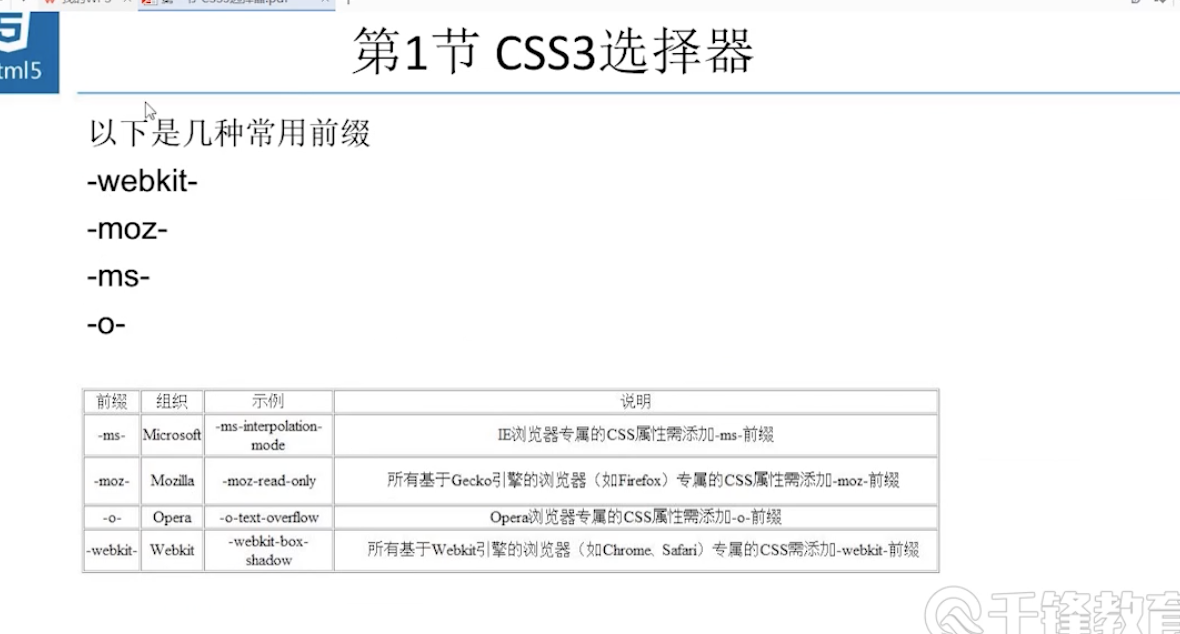 tml5
第1节 CSS3选择器
以下是几种常用前缀
-webkit-
-moz-
-ms-
-o-
前缀 组织 示例 说明
-ms- Microsoft -ms-interpolation-mode IE浏览器专属的CSS属性需添加-ms-前缀
-moz- Mozilla -moz-read-only 所有基于Gecko引擎的浏览器（如Firefox）专属的CSS属性需添加-moz-前缀
-o- Opera -o-text-overflow Opera浏览器专属的CSS属性需添加-o-前缀
-webkit- Webkit -webkit-box-shadow 所有基于Webkit引擎的浏览器（如Chrome、Safari）专属的CSS需添加-webkit-前缀
千锋教育